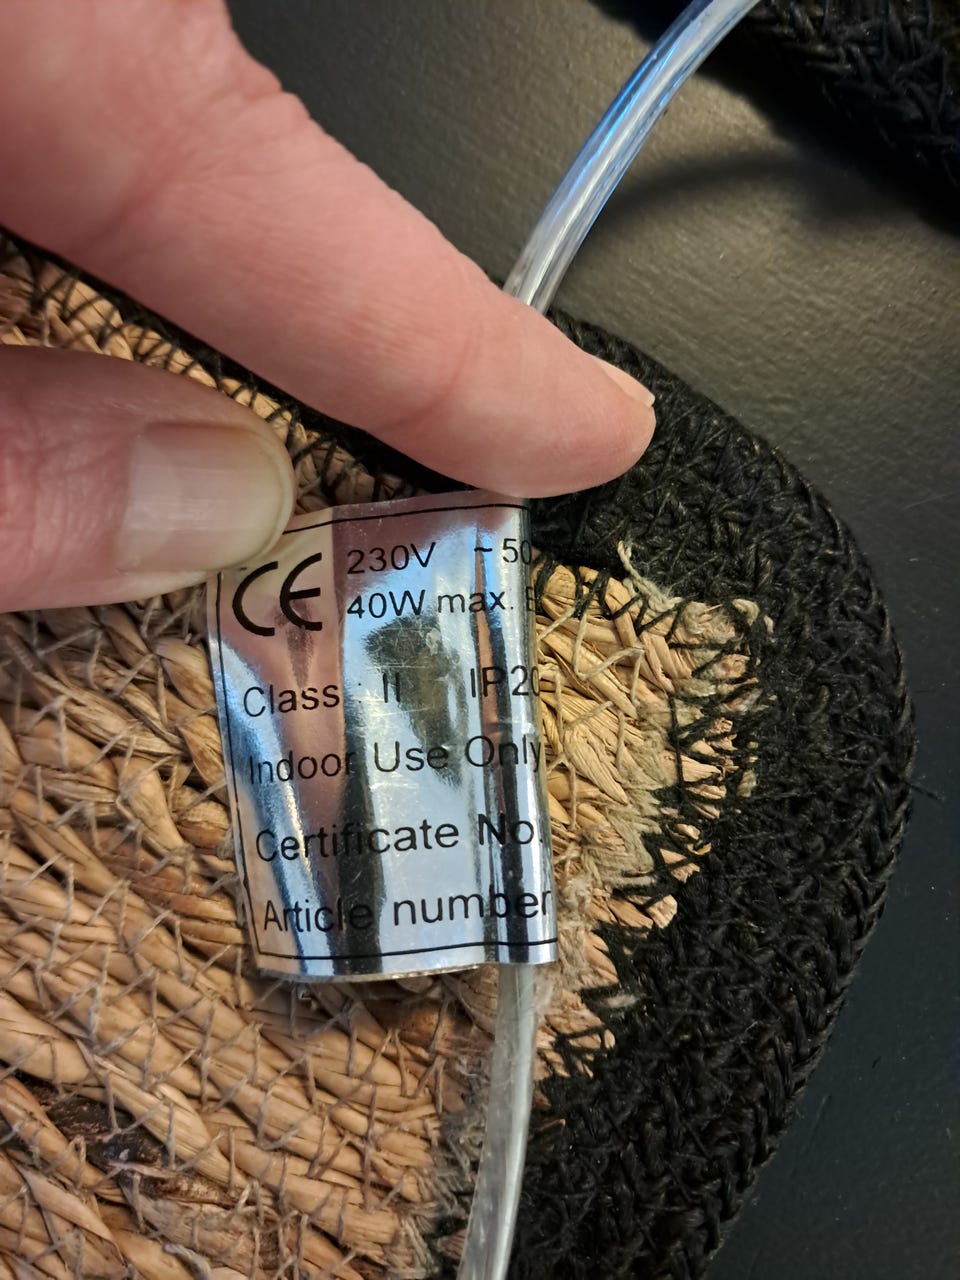 CE
230V ~ 50
40W max.
Class II IP20
Indoor Use Only
Certificate No.
Article number